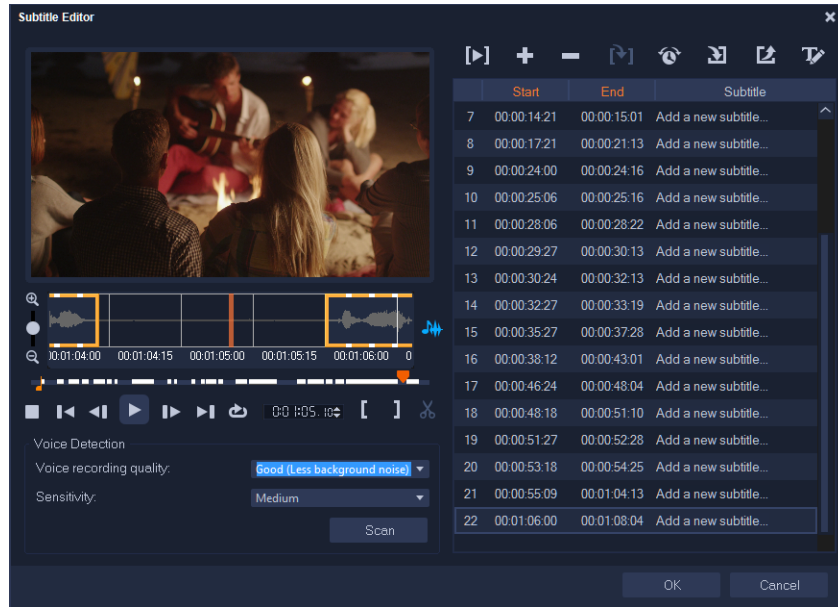 Subtitle Editor
Start End Subtitle
7 00:00:14:21 00:00:15:01 Add a new subtitle...
8 00:00:17:21 00:00:21:13 Add a new subtitle...
9 00:00:24:00 00:00:24:16 Add a new subtitle...
10 00:00:25:06 00:00:25:16 Add a new subtitle...
11 00:00:28:06 00:00:28:22 Add a new subtitle...
12 00:00:29:27 00:00:30:13 Add a new subtitle...
13 00:00:30:24 00:00:32:13 Add a new subtitle...
14 00:00:32:27 00:00:33:19 Add a new subtitle...
15 00:00:35:27 00:00:37:28 Add a new subtitle...
16 00:00:38:12 00:00:43:01 Add a new subtitle...
17 00:00:46:24 00:00:48:04 Add a new subtitle...
18 00:00:48:18 00:00:51:10 Add a new subtitle...
19 00:00:51:27 00:00:52:28 Add a new subtitle...
20 00:00:53:18 00:00:54:25 Add a new subtitle...
21 00:00:55:09 00:01:04:13 Add a new subtitle...
22 00:01:06:00 00:01:08:04 Add a new subtitle...
00:01:04:15 00:01:05:00 00:01:05:15 00:01:06:00
0:01:05.10
Voice Detection
Voice recording quality: Good (Less background noise)
Sensitivity: Medium
Scan
OK Cancel